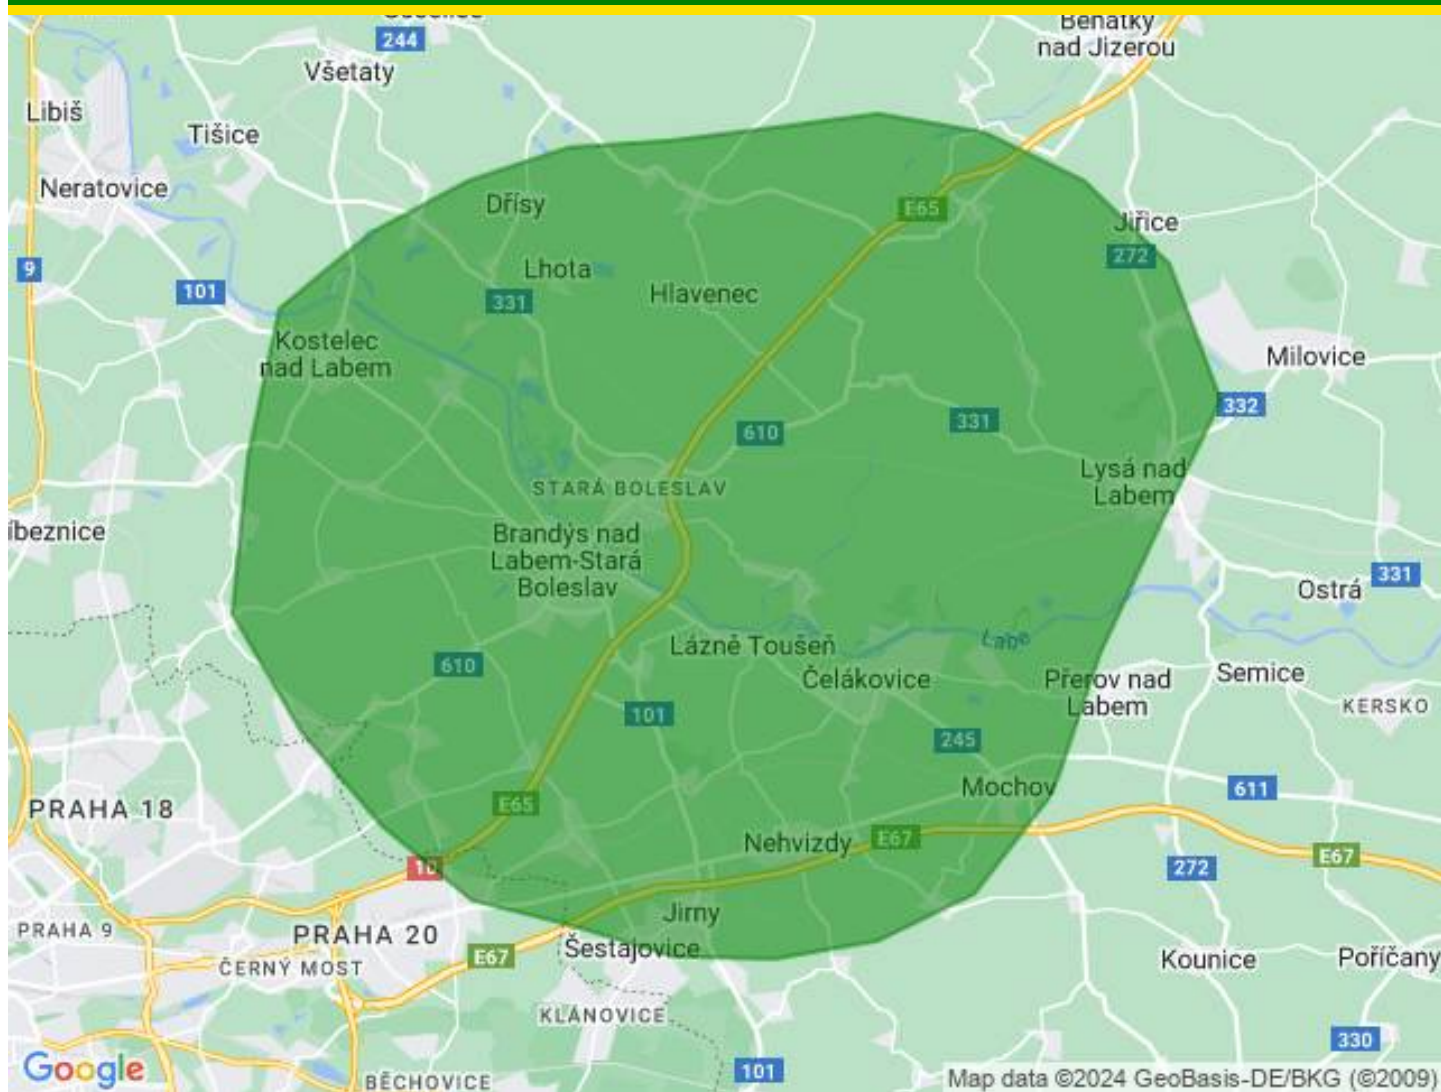 244
Benátky
nad Jizerou
Všetaty
Libiš
Tišice
Neratovice
Dřísy
E65
Jiřice
272
9
101
Lhota
331
Hlavenec
Kostelec
nad Labem
Milovice
332
610
331
STARÁ BOLESLAV
Lysá nad
Labem
íbeznice
Brandýs nad
Labem-Stará
Boleslav
331
Ostrá
Labe
Lázně Toušeň
610
Čelákovice
Přerov nad
Labem
Semice
KERSKO
101
245
Mochov
611
PRAHA 18
E65
Nehvizdy
E67
E67
10
272
Jirny
PRAHA 9
PRAHA 20
Šestajovice
E67
ČERNÝ MOST
Kounice
Poříčany
KLÁNOVICE
330
Google
BĚCHOVICE
101
Map data ©2024 GeoBasis-DE/BKG (©2009)